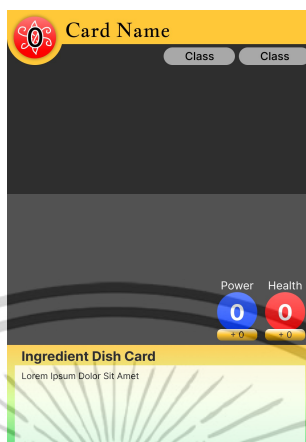 0 Card Name
Class Class
Power Health
0 0
+ 0 + 0
Ingredient Dish Card
Lorem Ipsum Dolor Sit Amet